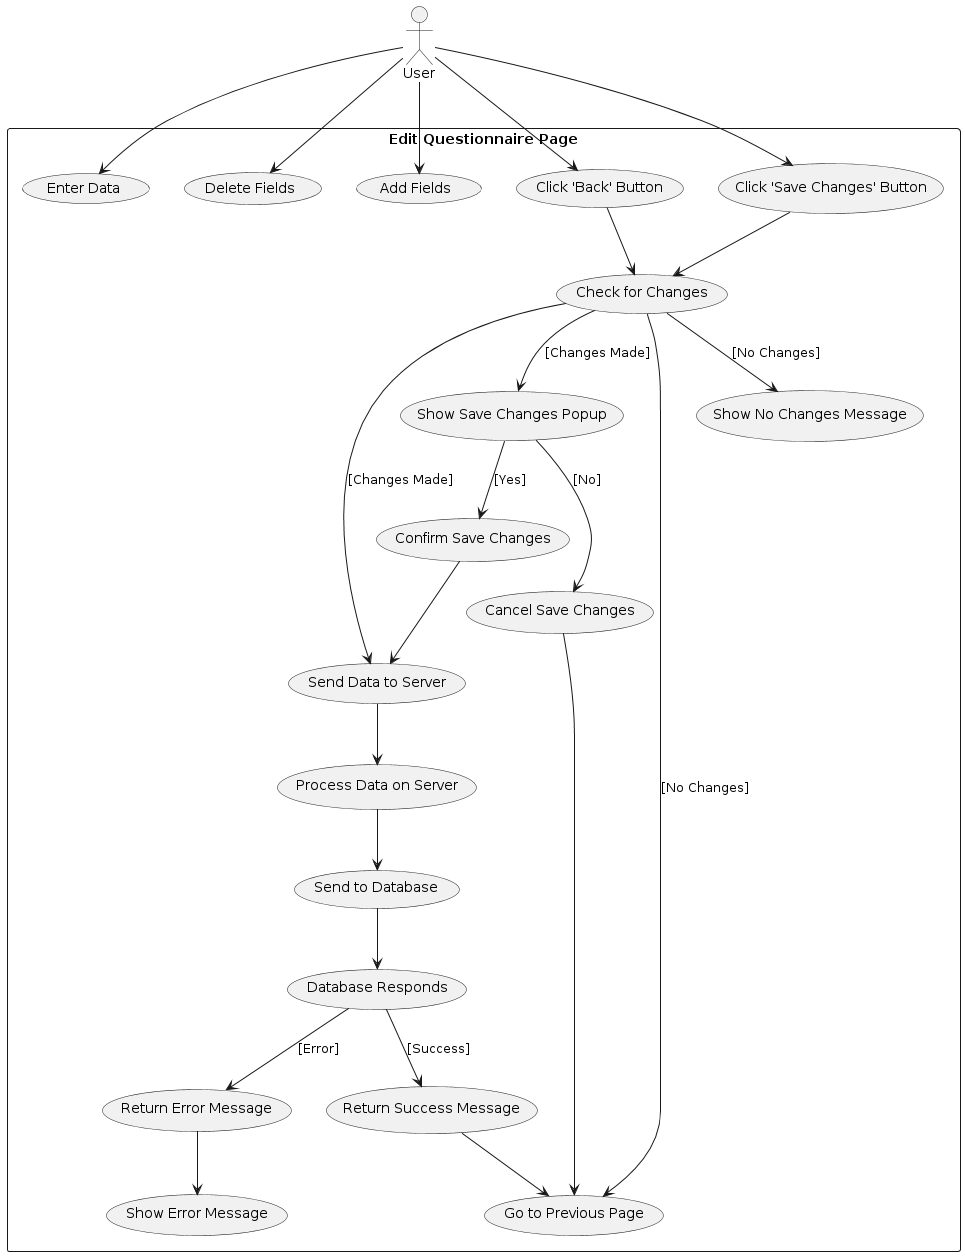 User
Edit Questionnaire Page
Enter Data
Delete Fields
Add Fields
Click 'Back' Button
Click 'Save Changes' Button
Check for Changes
[Changes Made]
[No Changes]
Show Save Changes Popup
Show No Changes Message
[Changes Made]
[Yes]
[No]
Confirm Save Changes
Cancel Save Changes
Send Data to Server
Process Data on Server
[No Changes]
Send to Database
Database Responds
[Error]
[Success]
Return Error Message
Return Success Message
Show Error Message
Go to Previous Page